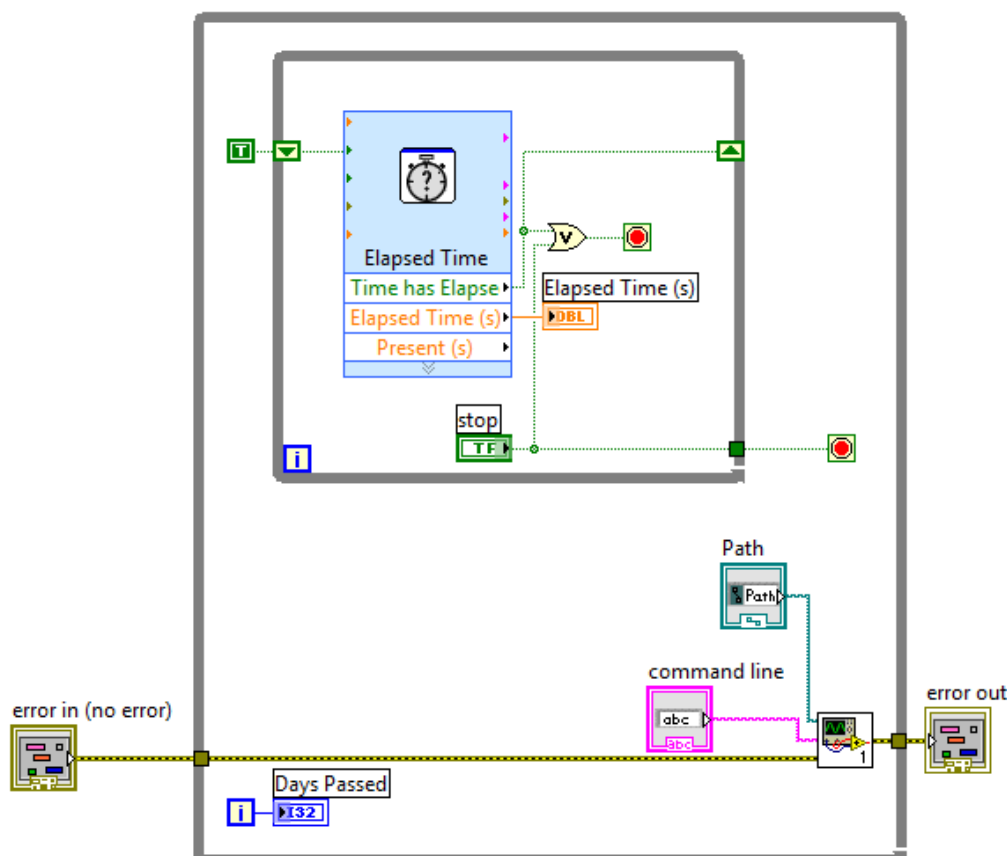 T
?
Elapsed Time
V
Time has Elapse
Elapsed Time (s)
Elapsed Time (s)
DBL
Present (s)
stop
TF
i
Path
Path
command line
abc
abc
error in (no error)
error out
1
Days Passed
i
I32